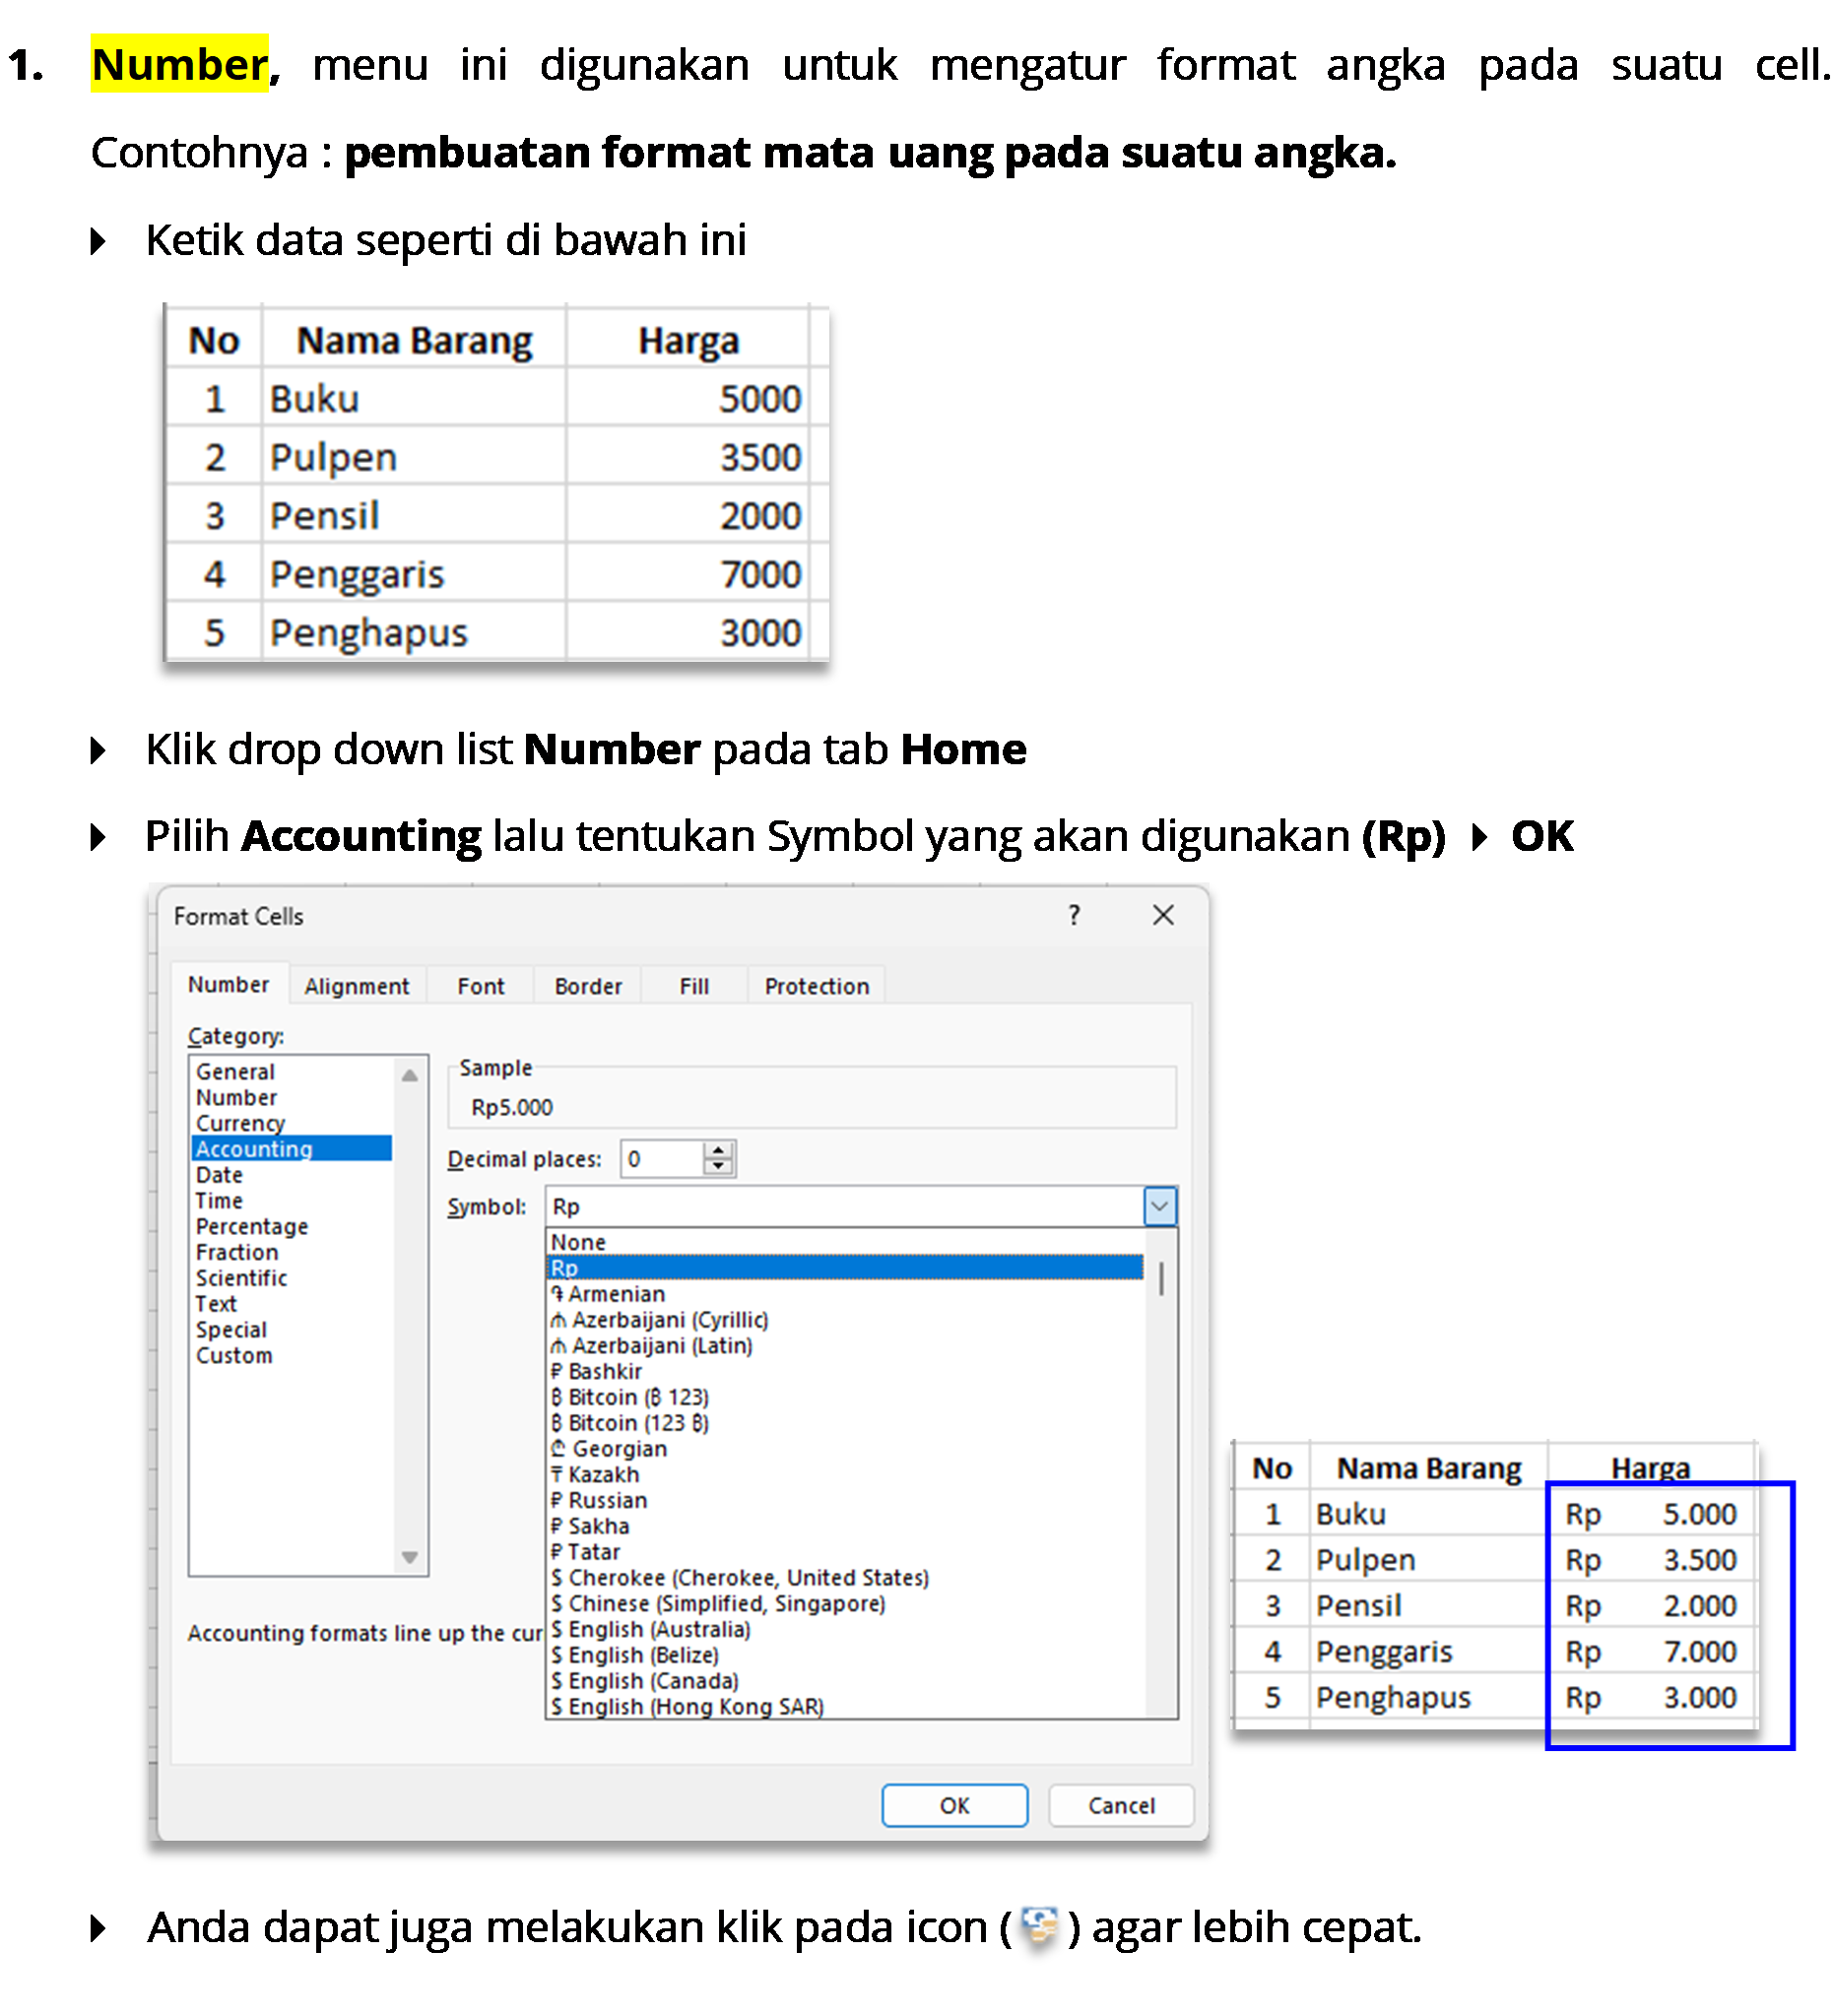 1. Number, menu ini digunakan untuk mengatur format angka pada suatu cell.
Contohnya : pembuatan format mata uang pada suatu angka.
Ketik data seperti di bawah ini
No Nama Barang Harga
1 Buku 5000
2 Pulpen 3500
3 Pensil 2000
4 Penggaris 7000
5 Penghapus 3000
Klik drop down list Number pada tab Home
Pilih Accounting lalu tentukan Symbol yang akan digunakan (Rp) ▶ OK
Format Cells ? ×
Number Alignment Font Border Fill Protection
Category:
General
Number
Currency
Accounting
Date
Time
Percentage
Fraction
Scientific
Text
Special
Custom
Sample
Rp5.000
Decimal places: 0
Symbol: Rp
None
Rp
֏ Armenian
₼ Azerbaijani (Cyrillic)
₼ Azerbaijani (Latin)
₽ Bashkir
₿ Bitcoin (₿ 123)
₿ Bitcoin (123 ₿)
₾ Georgian
₸ Kazakh
₽ Russian
₽ Sakha
₽ Tatar
$ Cherokee (Cherokee, United States)
$ Chinese (Simplified, Singapore)
$ English (Australia)
$ English (Belize)
$ English (Canada)
$ English (Hong Kong SAR)
Accounting formats line up the cur
OK Cancel
No Nama Barang Harga
1 Buku Rp 5.000
2 Pulpen Rp 3.500
3 Pensil Rp 2.000
4 Penggaris Rp 7.000
5 Penghapus Rp 3.000
Anda dapat juga melakukan klik pada icon ( ) agar lebih cepat.